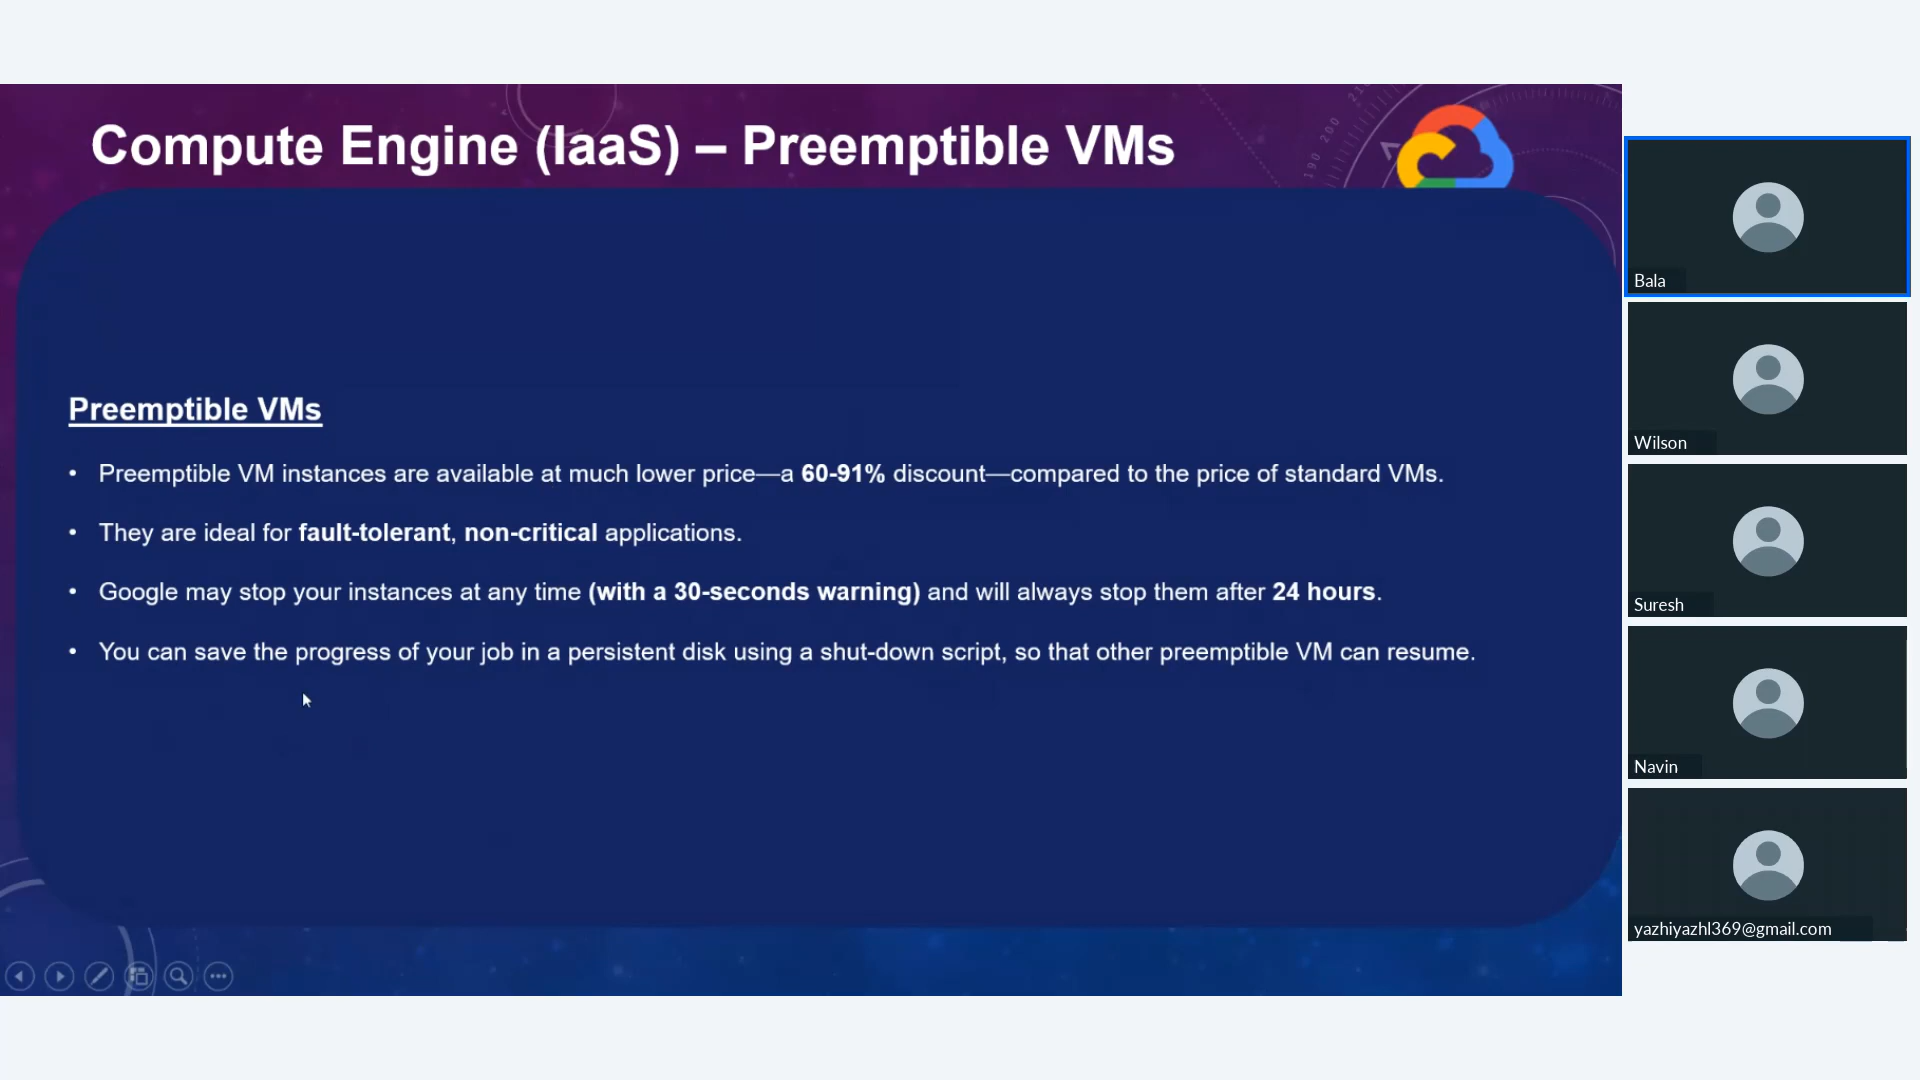 Compute Engine (IaaS) – Preemptible VMs
Preemptible VMs
• Preemptible VM instances are available at much lower price—a 60-91% discount—compared to the price of standard VMs.
• They are ideal for fault-tolerant, non-critical applications.
• Google may stop your instances at any time (with a 30-seconds warning) and will always stop them after 24 hours.
• You can save the progress of your job in a persistent disk using a shut-down script, so that other preemptible VM can resume.
190 200 210
Bala
Wilson
Suresh
Navin
yazhiyazhl369@gmail.com